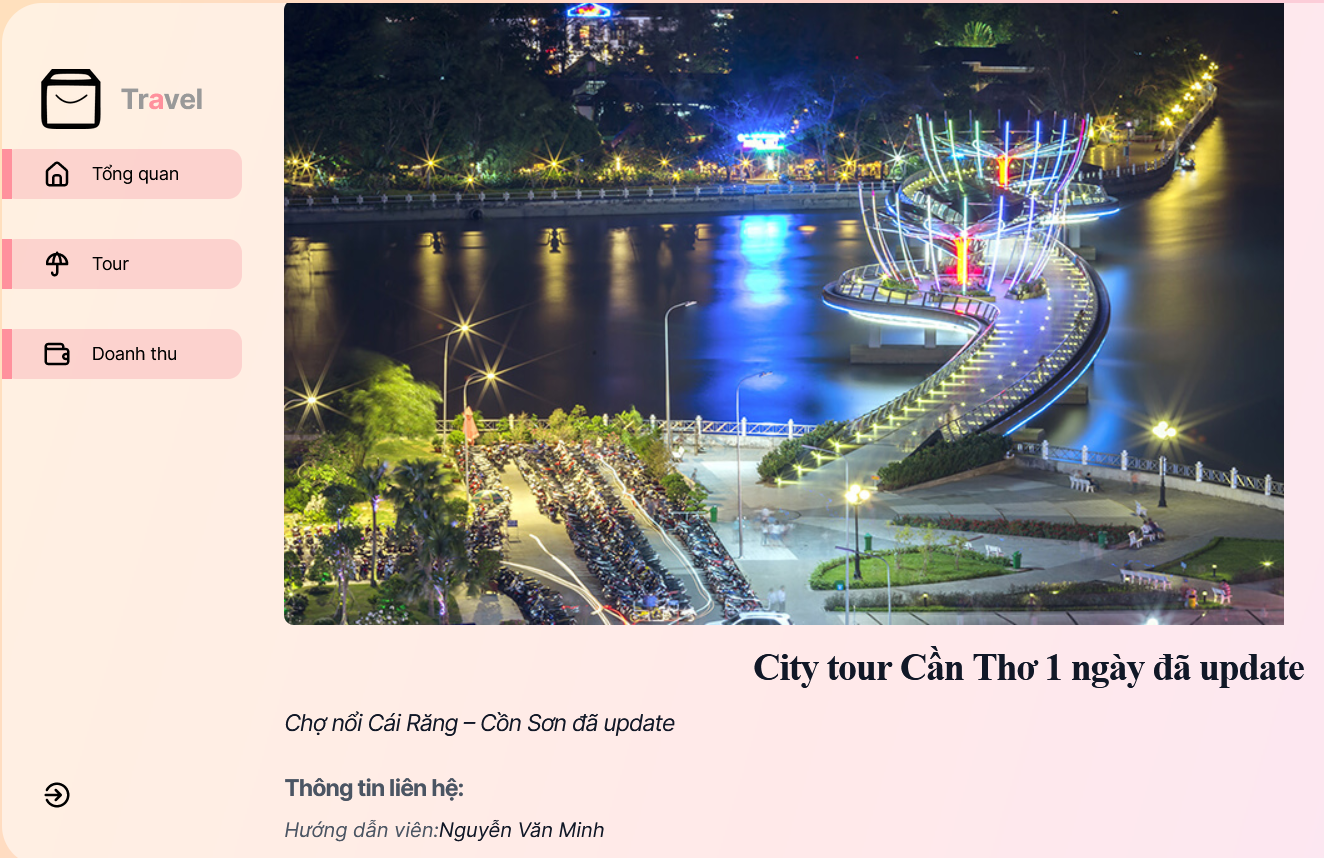 Travel
Tổng quan
Tour
Doanh thu
City tour Cần Thơ 1 ngày đã update
Chợ nổi Cái Răng – Cồn Sơn đã update
Thông tin liên hệ:
Hướng dẫn viên:Nguyễn Văn Minh